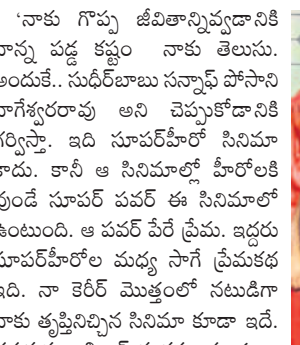 ‘నాకు గొప్ప జీవితాన్నివ్వడానికి
నాన్న పడ్డ కష్టం నాకు తెలుసు.
అందుకే.. సుధీర్‌బాబు సన్నాఫ్ పోసాని
నాగేశ్వరరావు అని చెప్పుకోడానికి
గర్విస్తా. ఇది సూపర్‌హీరో సినిమా
కాదు. కానీ ఆ సినిమాల్లో హీరోలకి
వుండే సూపర్ పవర్ ఈ సినిమాలో
ఉంటుంది. ఆ పవర్ పేరే ప్రేమ. ఇద్దరు
సూపర్‌హీరోల మధ్య సాగే ప్రేమకథ
ఇది. నా కెరీర్ మొత్తంలో నటుడిగా
నాకు తృప్తినిచ్చిన సినిమా కూడా ఇదే.